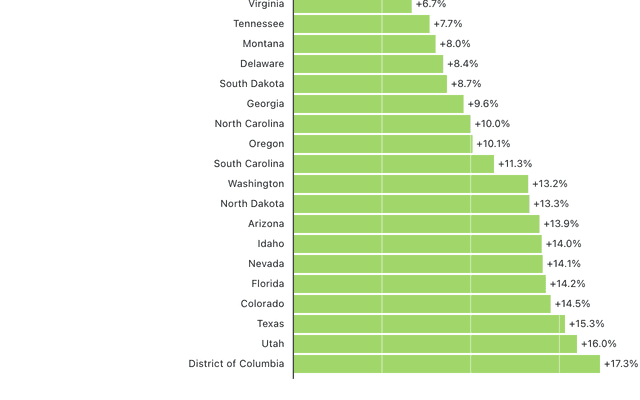 Virginia +6.7%
Tennessee +7.7%
Montana +8.0%
Delaware +8.4%
South Dakota +8.7%
Georgia +9.6%
North Carolina +10.0%
Oregon +10.1%
South Carolina +11.3%
Washington +13.2%
North Dakota +13.3%
Arizona +13.9%
Idaho +14.0%
Nevada +14.1%
Florida +14.2%
Colorado +14.5%
Texas +15.3%
Utah +16.0%
District of Columbia +17.3%